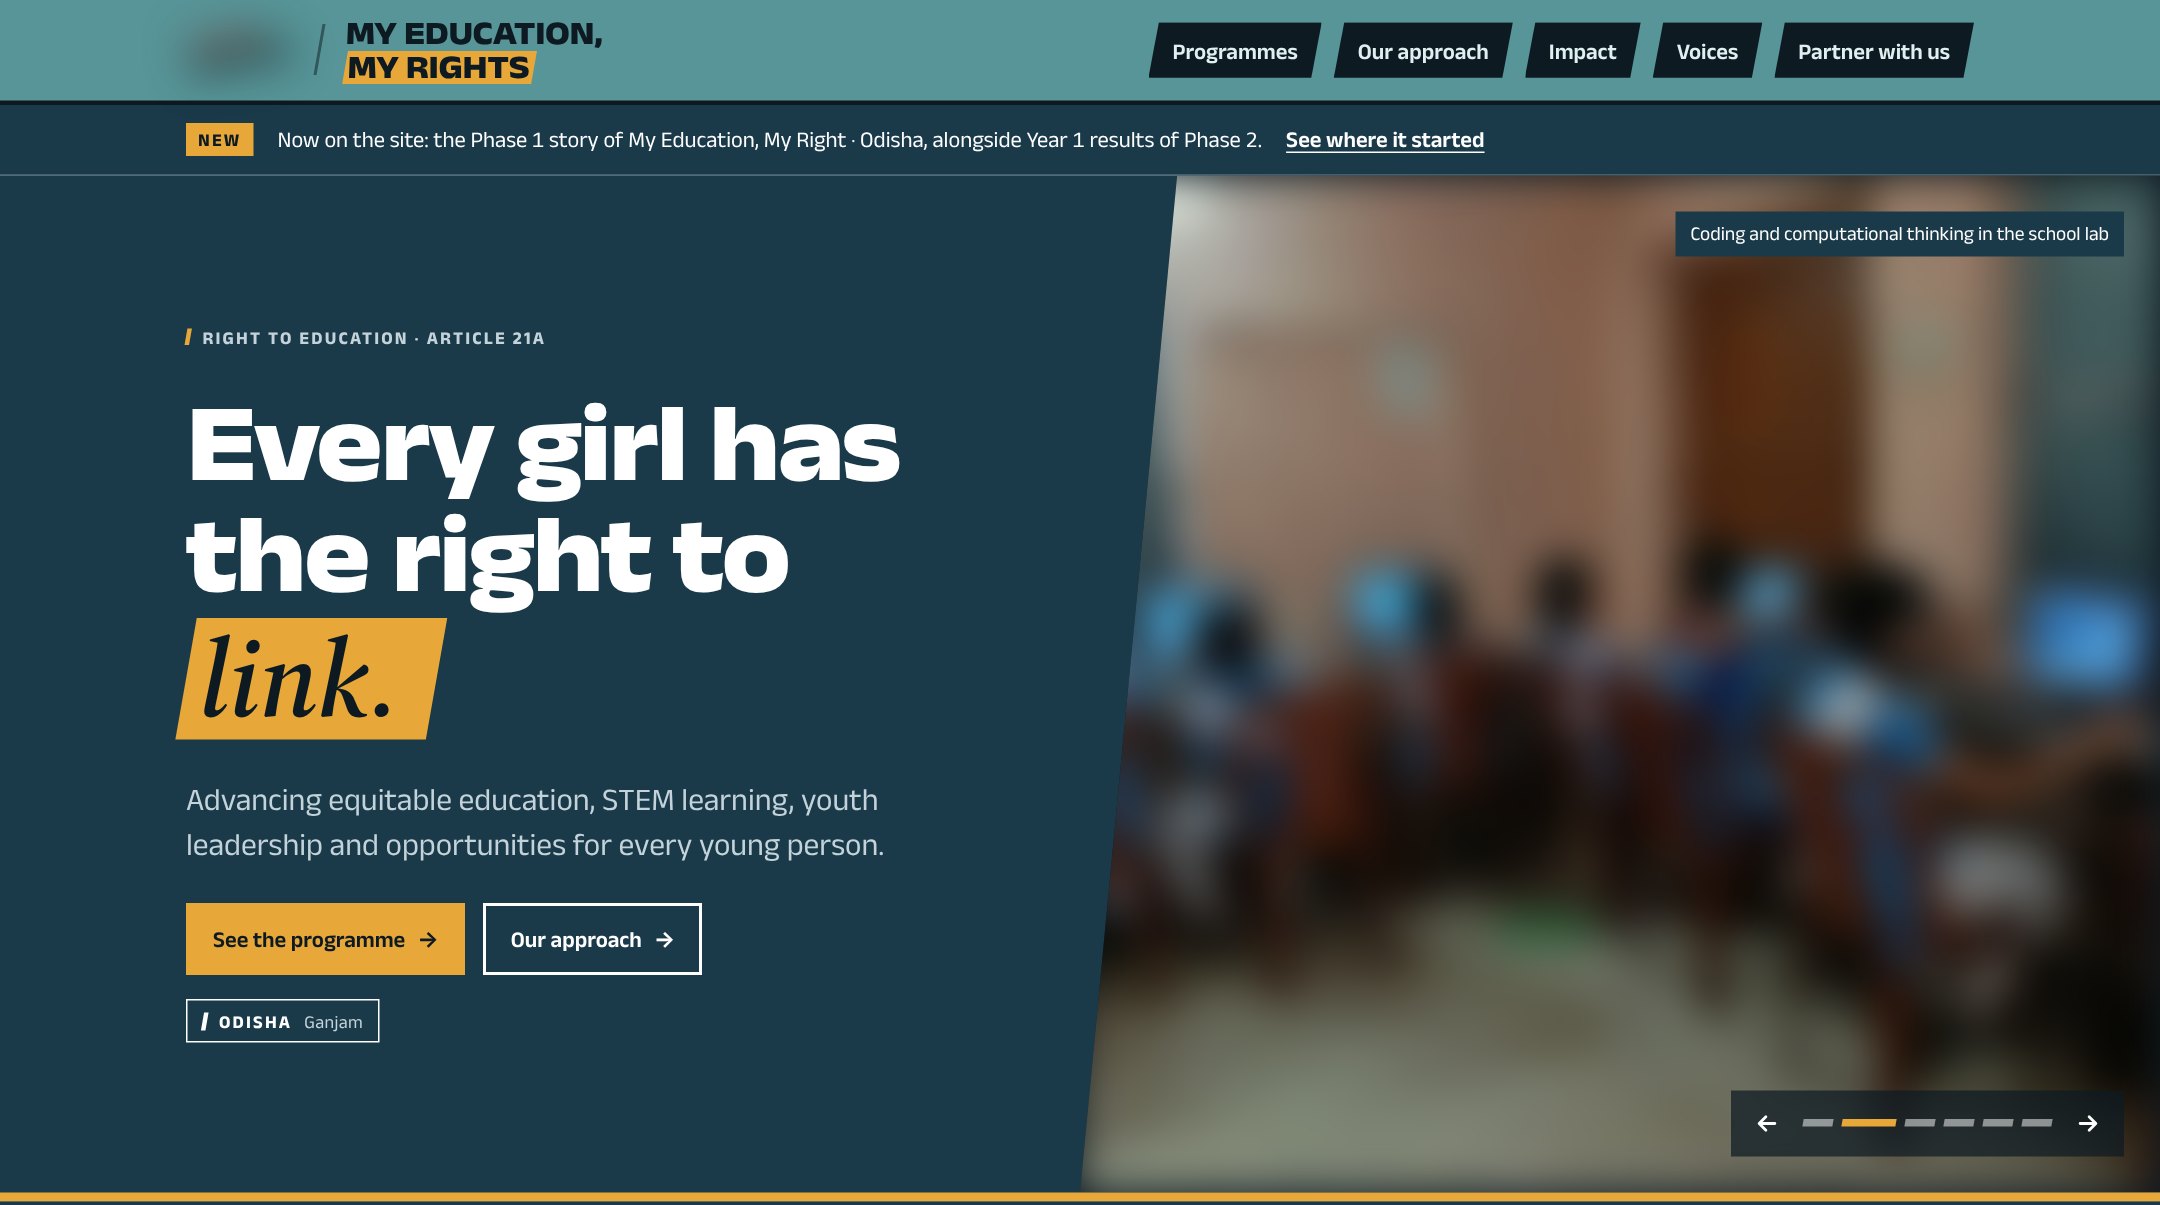 MY EDUCATION,
MY RIGHTS
Programmes
Our approach
Impact
Voices
Partner with us
NEW
Now on the site: the Phase 1 story of My Education, My Right · Odisha, alongside Year 1 results of Phase 2. See where it started
Coding and computational thinking in the school lab
RIGHT TO EDUCATION · ARTICLE 21A
Every girl has
the right to
link.
Advancing equitable education, STEM learning, youth
leadership and opportunities for every young person.
See the programme →
Our approach →
ODISHA Ganjam